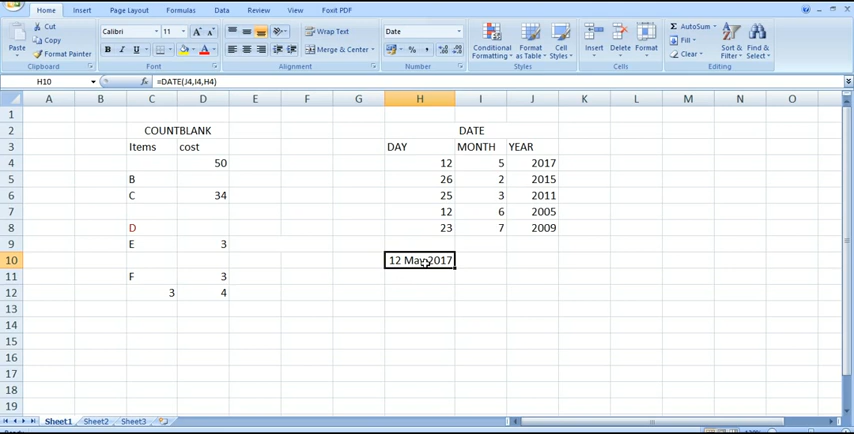 Home Insert Page Layout Formulas Data Review View Foxit PDF
Cut
Copy
Format Painter
Paste
Clipboard
Calibri 11
B I U
Font
Wrap Text
Merge & Center
Alignment
Date
Number
Conditional Formatting
Format as Table
Cell Styles
Styles
Insert Delete Format
Cells
Σ AutoSum
Fill
Clear
Sort & Filter
Find & Select
Editing
H10 fx =DATE(J4,I4,H4)
A B C D E F G H I J K L M N O
1
2 COUNTBLANK DATE
3 Items cost DAY MONTH YEAR
4 50 12 5 2017
5 B 26 2 2015
6 C 34 25 3 2011
7 12 6 2005
8 D 23 7 2009
9 E 3
10 12 May 2017
11 F 3
12 3 4
13
14
15
16
17
18
19
Sheet1 Sheet2 Sheet3